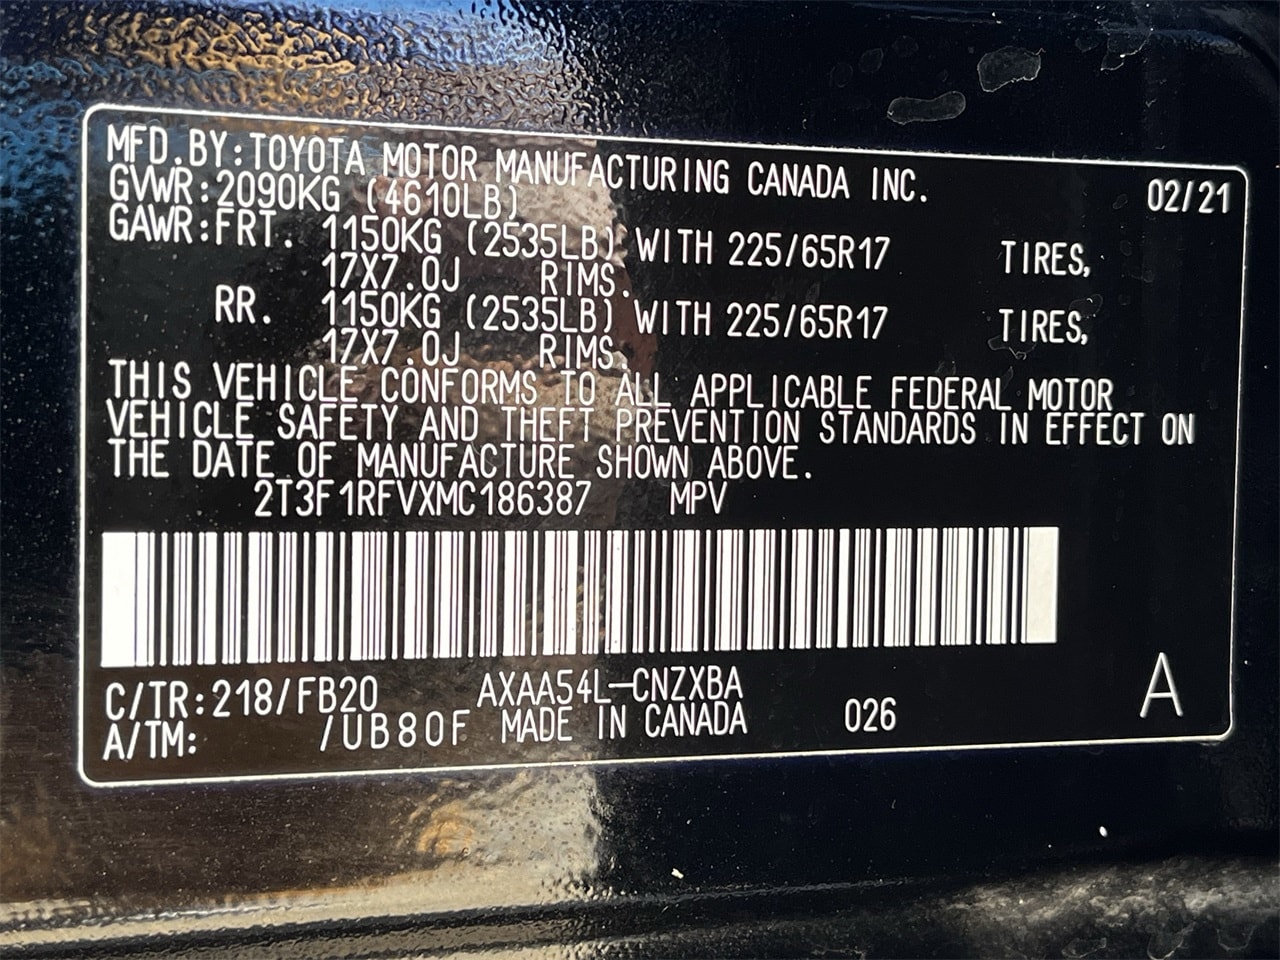 MFD.BY:TOYOTA MOTOR MANUFACTURING CANADA INC. 02/21
GVWR:2090KG (4610LB)
GAWR:FRT. 1150KG (2535LB) WITH 225/65R17 TIRES,
17X7.0J RIMS.
RR. 1150KG (2535LB) WITH 225/65R17 TIRES,
17X7.0J RIMS.
THIS VEHICLE CONFORMS TO ALL APPLICABLE FEDERAL MOTOR
VEHICLE SAFETY AND THEFT PREVENTION STANDARDS IN EFFECT ON
THE DATE OF MANUFACTURE SHOWN ABOVE.
2T3F1RFVXMC186387 MPV
C/TR:218/FB20 AXAA54L-CNZXBA
A/TM: /UB80F MADE IN CANADA 026 A